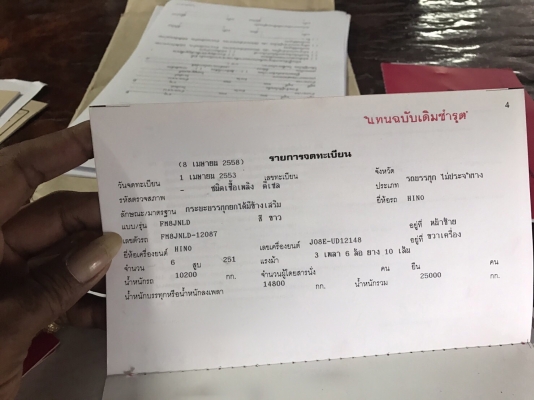 4
"แทนฉบับเดิมชำรุด"
(8 เมษายน 2558) รายการจดทะเบียน
วันจดทะเบียน 1 เมษายน 2553 เลขทะเบียน จังหวัด
รหัสตรวจสภาพ - ชนิดเชื้อเพลิง ดีเซล ประเภท รถบรรทุก ไม่ประจำทาง
ลักษณะ/มาตรฐาน กระบะบรรทุกยกได้มีข้างเสริม ยี่ห้อรถ HINO
แบบ/รุ่น FM8JNLD สี ขาว
เลขตัวรถ FM8JNLD-12087 อยู่ที่ หน้าซ้าย
ยี่ห้อเครื่องยนต์ HINO เลขเครื่องยนต์ J08E-UD12148 อยู่ที่ ขวาเครื่อง
จำนวน 6 สูบ 251 แรงม้า 3 เพลา 6 ล้อ ยาง 10 เส้น
น้ำหนักรถ 10200 กก. จำนวนผู้โดยสารนั่ง คน ยืน คน
น้ำหนักบรรทุกหรือน้ำหนักลงเพลา 14800 กก. น้ำหนักรวม 25000 กก.